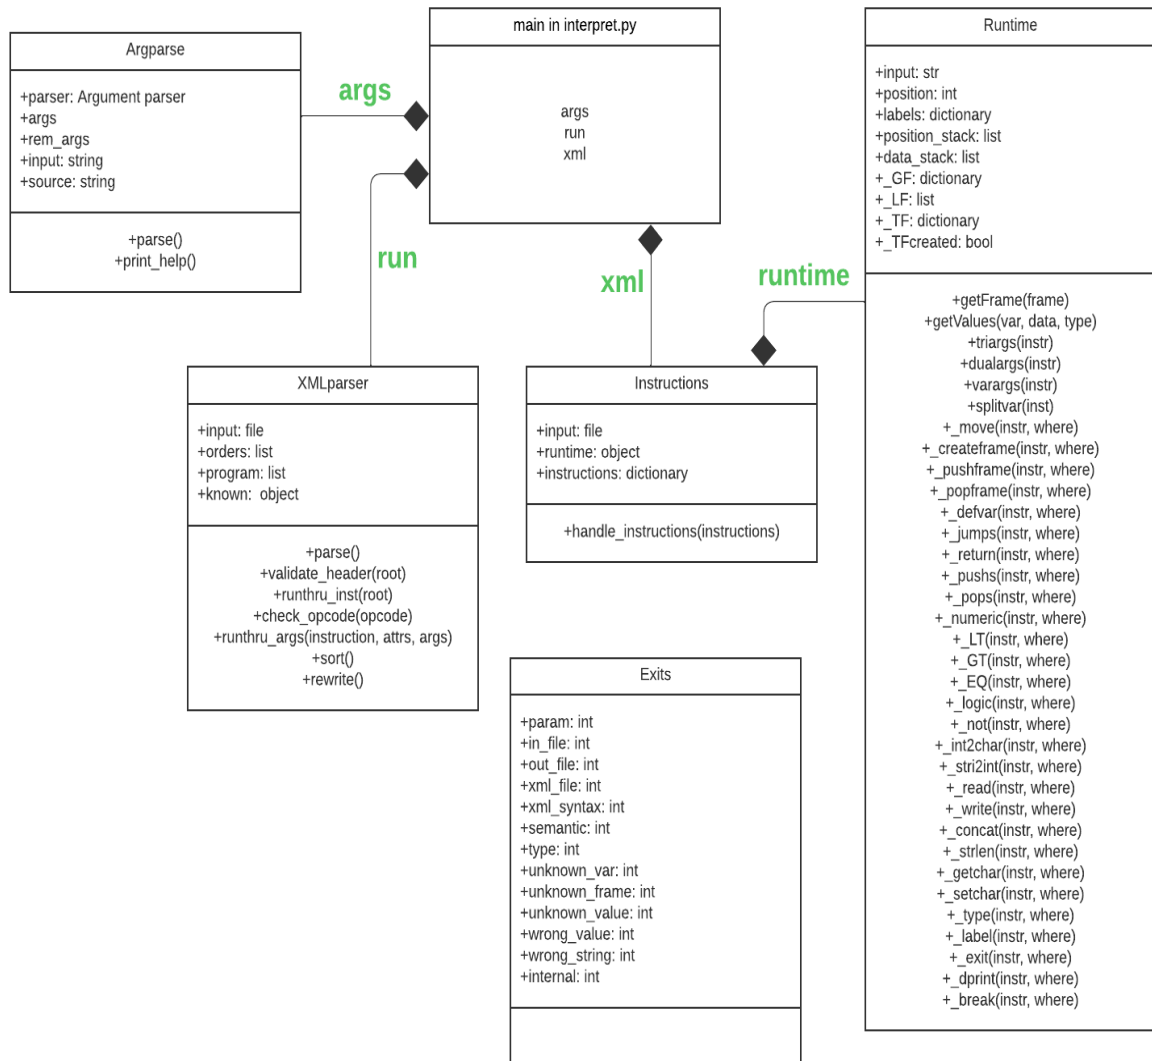 Argparse
+parser: Argument parser
+args
+rem_args
+input: string
+source: string
+parse()
+print_help()
args
main in interpret.py
args
run
xml
run
xml
runtime
XMLparser
+input: file
+orders: list
+program: list
+known:  object
+parse()
+validate_header(root)
+runthru_inst(root)
+check_opcode(opcode)
+runthru_args(instruction, attrs, args)
+sort()
+rewrite()
Instructions
+input: file
+runtime: object
+instructions: dictionary
+handle_instructions(instructions)
Exits
+param: int
+in_file: int
+out_file: int
+xml_file: int
+xml_syntax: int
+semantic: int
+type: int
+unknown_var: int
+unknown_frame: int
+unknown_value: int
+wrong_value: int
+wrong_string: int
+internal: int
Runtime
+input: str
+position: int
+labels: dictionary
+position_stack: list
+data_stack: list
+_GF: dictionary
+_LF: list
+_TF: dictionary
+_TFcreated: bool
+getFrame(frame)
+getValues(var, data, type)
+triargs(instr)
+dualargs(instr)
+varargs(instr)
+splitvar(inst)
+_move(instr, where)
+_createframe(instr, where)
+_pushframe(instr, where)
+_popframe(instr, where)
+_defvar(instr, where)
+_jumps(instr, where)
+_return(instr, where)
+_pushs(instr, where)
+_pops(instr, where)
+_numeric(instr, where)
+_LT(instr, where)
+_GT(instr, where)
+_EQ(instr, where)
+_logic(instr, where)
+_not(instr, where)
+_int2char(instr, where)
+_stri2int(instr, where)
+_read(instr, where)
+_write(instr, where)
+_concat(instr, where)
+_strlen(instr, where)
+_getchar(instr, where)
+_setchar(instr, where)
+_type(instr, where)
+_label(instr, where)
+_exit(instr, where)
+_dprint(instr, where)
+_break(instr, where)